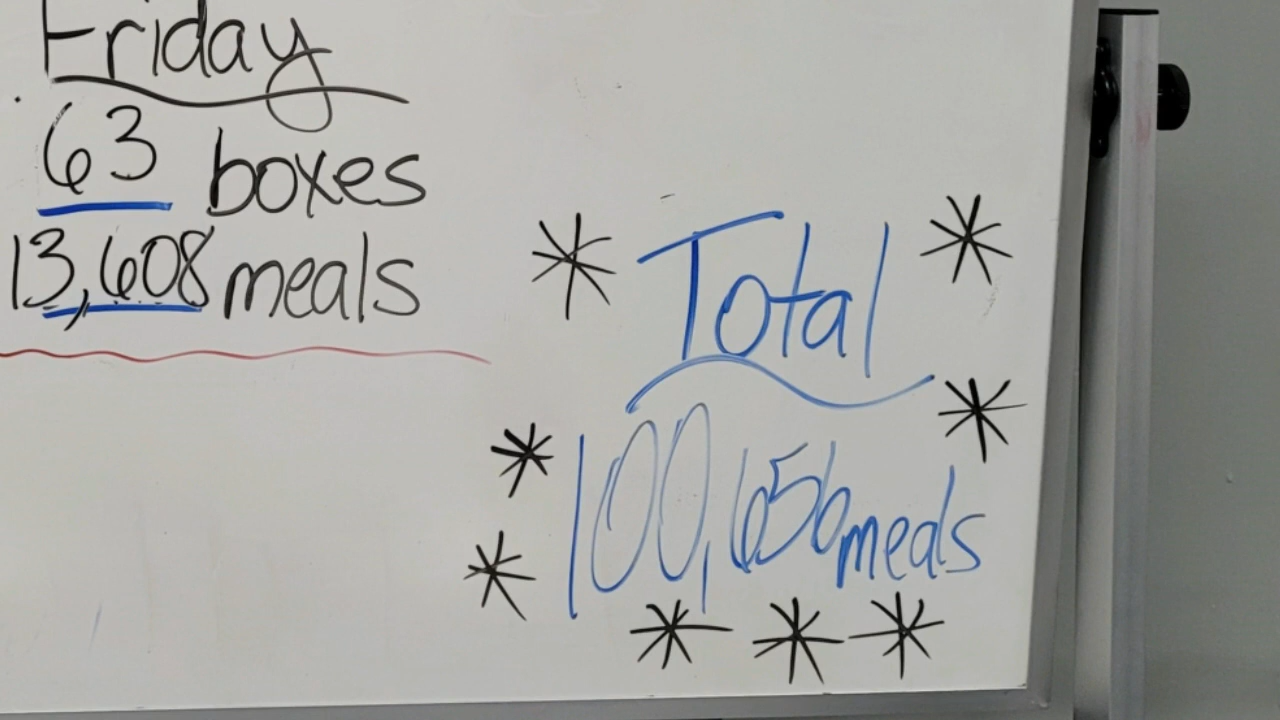 Friday
63 boxes
13,608 meals
Total
100,656 meals